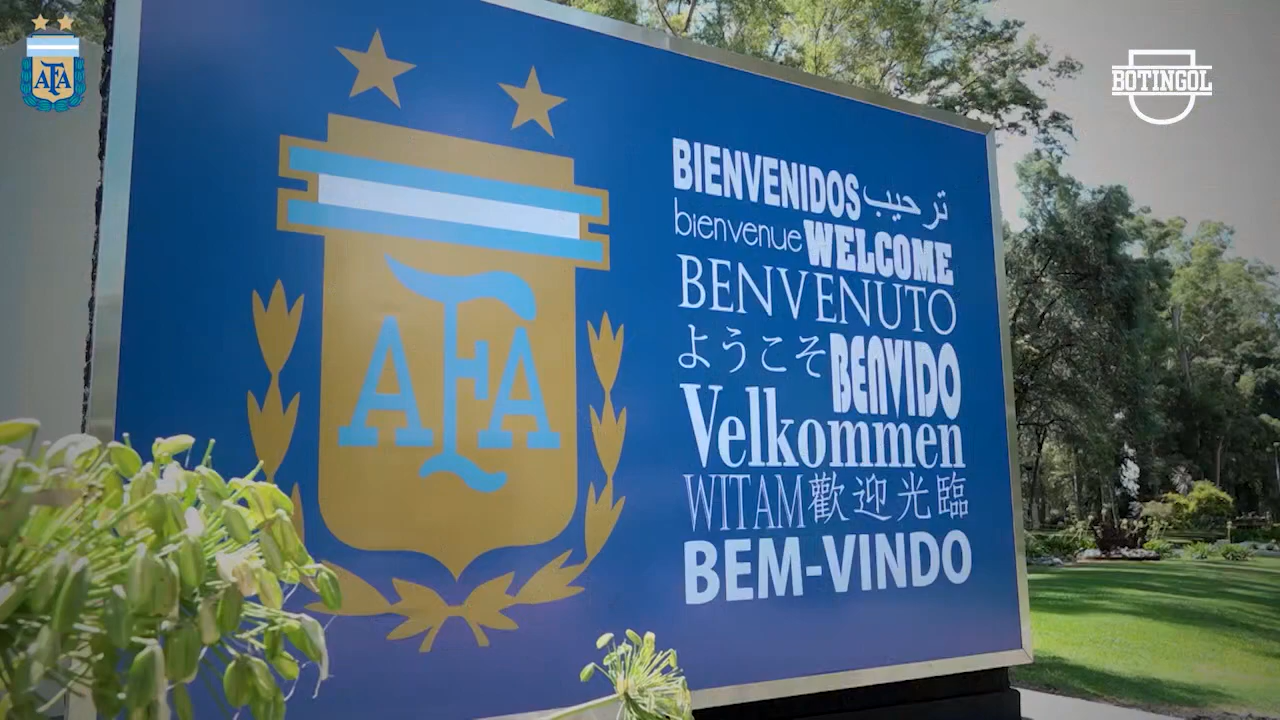 AFA
BOTINGOL
AFA
BIENVENIDOS ترحيب
bienvenue WELCOME
BENVENUTO
ようこそ BENVIDO
Velkommen
WITAM 歡迎光臨
BEM-VINDO